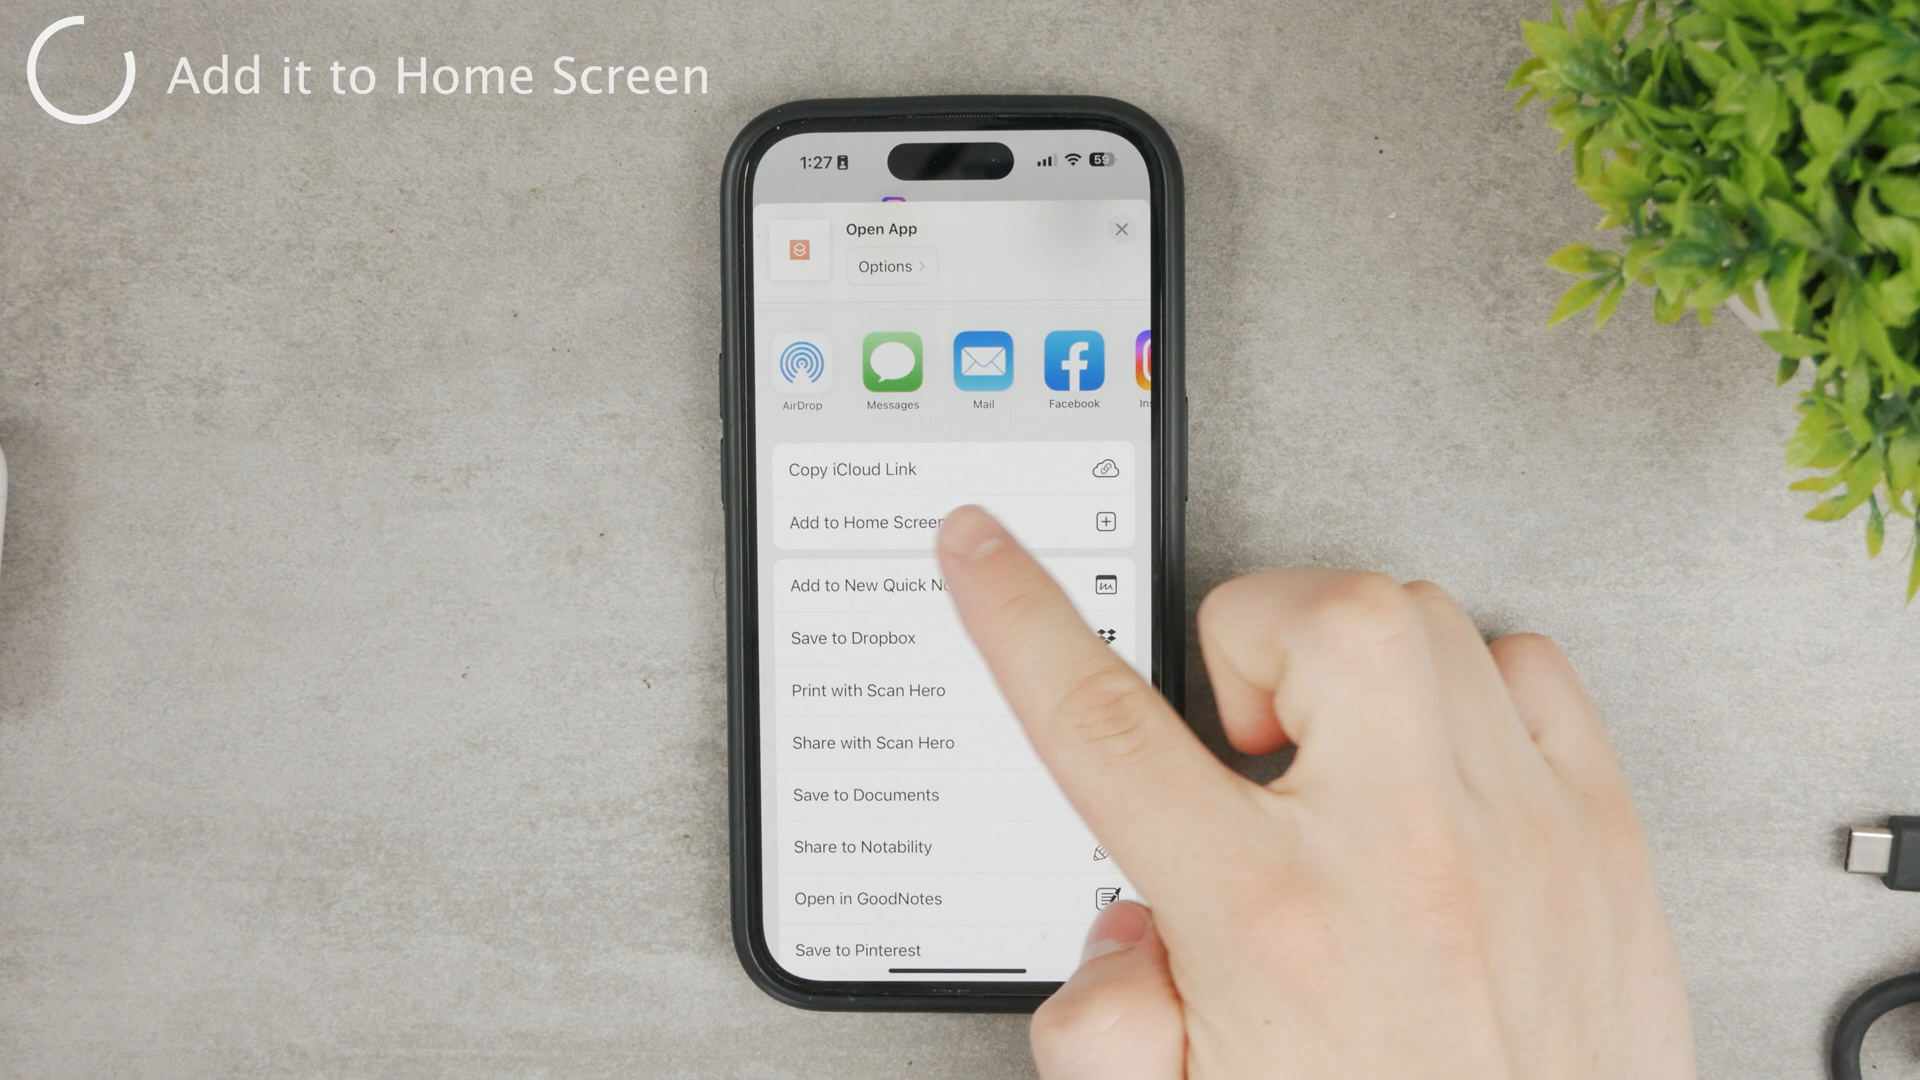 Add it to Home Screen
1:27
59
Open App
Options
AirDrop
Messages
Mail
Facebook
Copy iCloud Link
Add to Home Screen
Add to New Quick
Save to Dropbox
Print with Scan Hero
Share with Scan Hero
Save to Documents
Share to Notability
Open in GoodNotes
Save to Pinterest